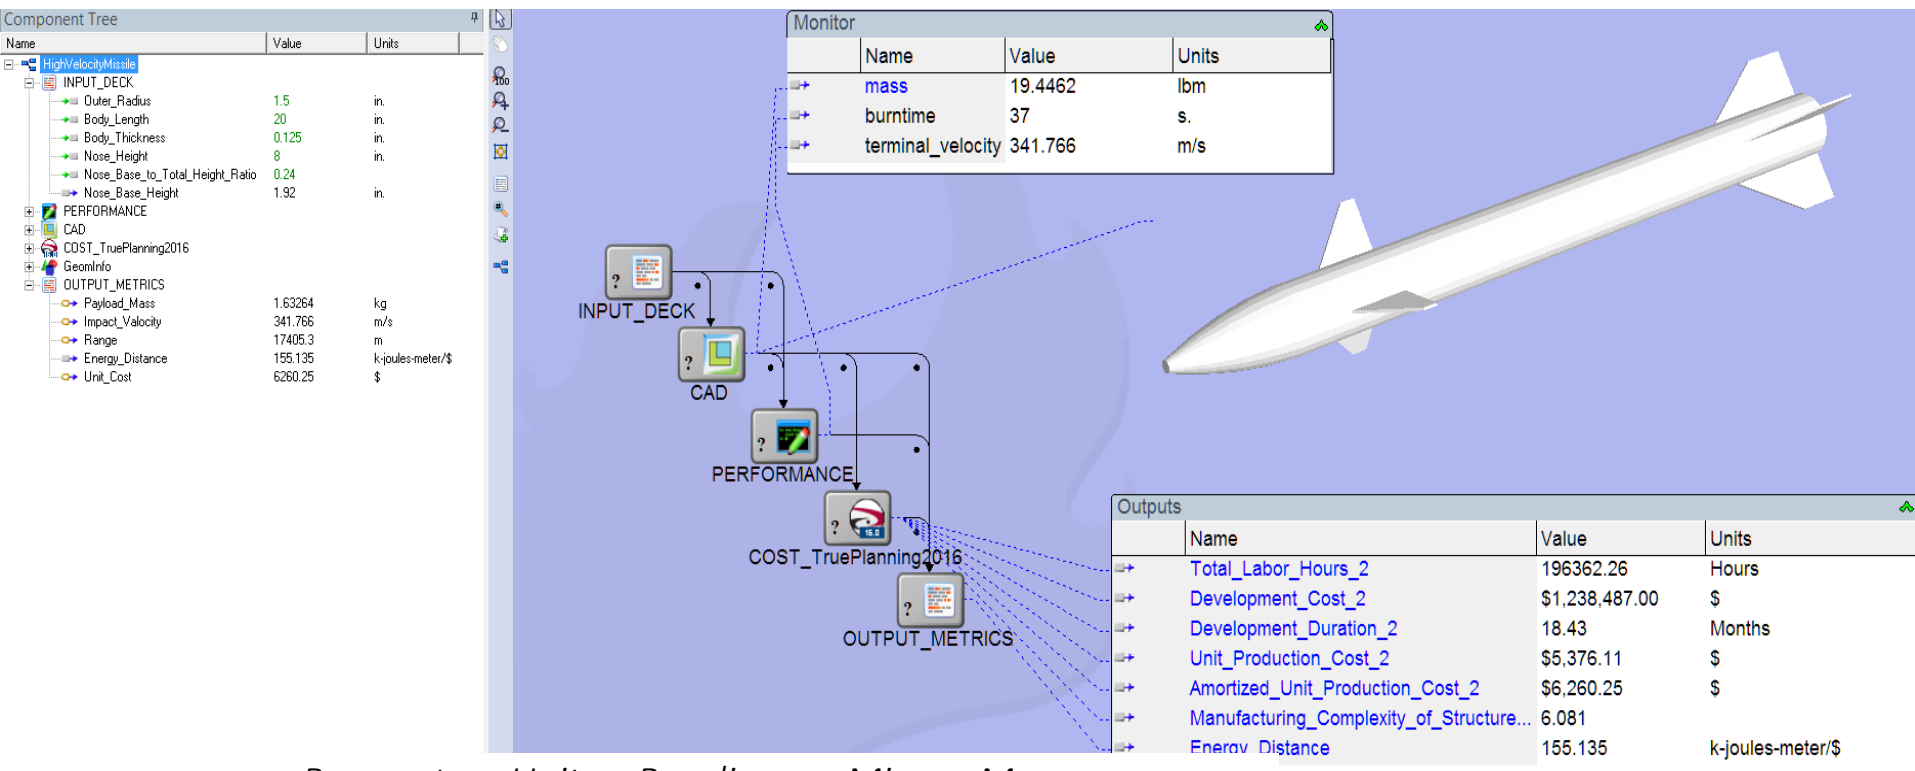 Component Tree
Name Value Units
HighVelocityMissile
INPUT_DECK
Outer_Radius 1.5 in.
Body_Length 20 in.
Body_Thickness 0.125 in.
Nose_Height 8 in.
Nose_Base_to_Total_Height_Ratio 0.24
Nose_Base_Height 1.92 in.
PERFORMANCE
CAD
COST_TruePlanning2016
GeomInfo
OUTPUT_METRICS
Payload_Mass 1.63264 kg
Impact_Valocity 341.766 m/s
Range 17405.3 m
Energy_Distance 155.135 k-joules-meter/$
Unit_Cost 6260.25 $
100
Monitor
Name Value Units
mass 19.4462 lbm
burntime 37 s.
terminal_velocity 341.766 m/s
?
INPUT_DECK
?
CAD
?
PERFORMANCE
? 16.0
COST_TruePlanning2016
?
OUTPUT_METRICS
Outputs
Name Value Units
Total_Labor_Hours_2 196362.26 Hours
Development_Cost_2 $1,238,487.00 $
Development_Duration_2 18.43 Months
Unit_Production_Cost_2 $5,376.11 $
Amortized_Unit_Production_Cost_2 $6,260.25 $
Manufacturing_Complexity_of_Structure... 6.081
Energy_Distance 155.135 k-joules-meter/$